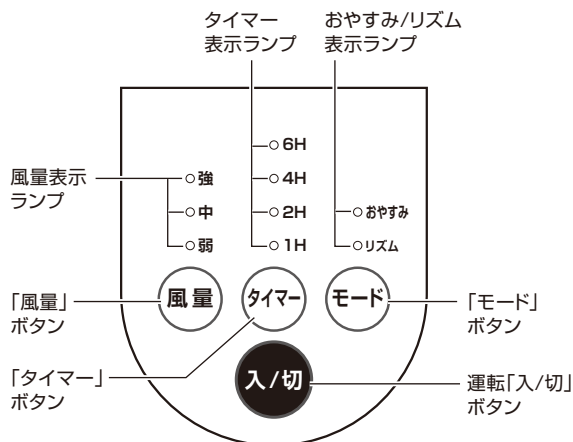 タイマー
表示ランプ
おやすみ/リズム
表示ランプ
風量表示
ランプ
6H
強
4H
中
2H
おやすみ
弱
1H
リズム
「風量」
ボタン
風量
タイマー
モード
「モード」
ボタン
「タイマー」
ボタン
入/切
運転「入/切」
ボタン